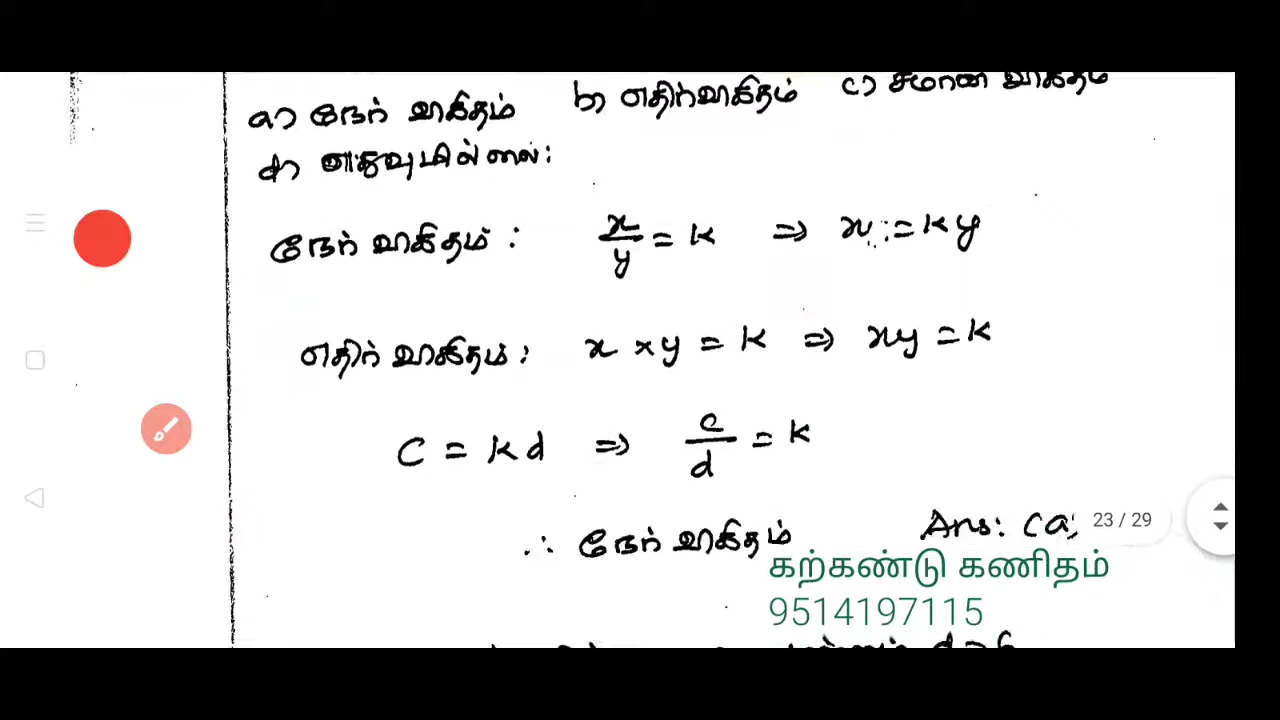 a) நேர் வாகிதம் b) எதிர்வாகிதம் c) சமான வாகிதம்
d) எதுவுமில்லை:
நேர் வாகிதம் : x/y = k ⇒ x = ky
எதிர் வாகிதம் : x × y = k ⇒ xy = k
C = kd ⇒ c/d = k
∴ நேர் வாகிதம் Ans: (a)
23 / 29
கற்கண்டு கணிதம்
9514197115